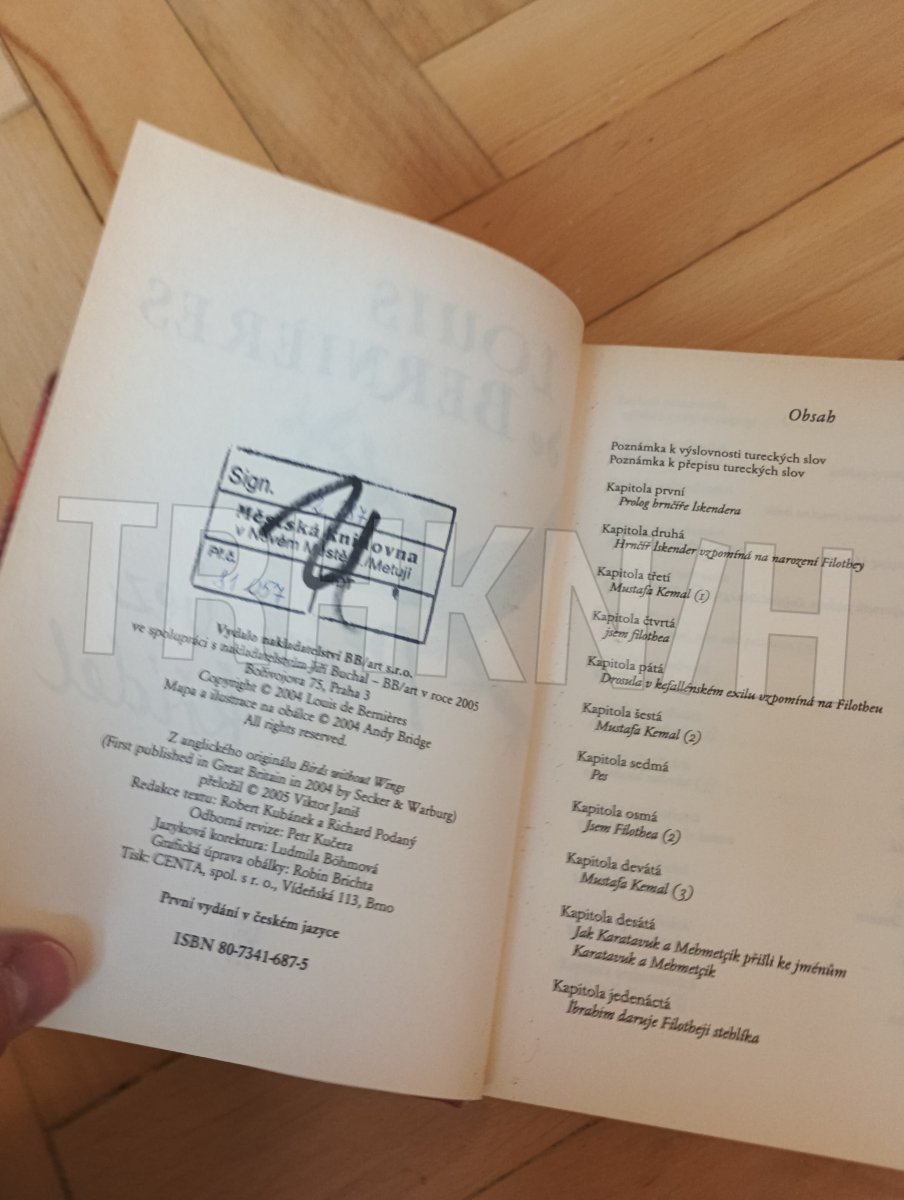 LOUIS
DE BERNIÈRES
Sign.
Městská knihovna
v Novém Městě n./Metují
Př.č.
Vydalo nakladatelství BB/art s.r.o.
ve spolupráci s nakladatelstvím Jiří Buchal – BB/art v roce 2005
Bořivojova 75, Praha 3
Copyright © 2004 Louis de Bernières
Mapa a ilustrace na obálce © 2004 Andy Bridge
All rights reserved.
Z anglického originálu Birds without Wings
(First published in Great Britain in 2004 by Secker & Warburg)
přeložil © 2005 Viktor Janiš
Redakce textu: Robert Kubánek a Richard Podaný
Odborná revize: Petr Kučera
Jazyková korektura: Ludmila Böhmová
Grafická úprava obálky: Robin Brichta
Tisk: CENTA, spol. s r. o., Vídeňská 113, Brno
První vydání v českém jazyce
ISBN 80-7341-687-5
Obsah
Poznámka k výslovnosti tureckých slov
Poznámka k přepisu tureckých slov
Kapitola první
Prolog hrnčíře Iskendera
Kapitola druhá
Hrnčíř Iskender vzpomíná na narození Filothey
Kapitola třetí
Mustafa Kemal (1)
Kapitola čtvrtá
jsem filothea
Kapitola pátá
Drosula v kefallénském exilu vzpomíná na Filotheu
Kapitola šestá
Mustafa Kemal (2)
Kapitola sedmá
Pes
Kapitola osmá
Jsem Filothea (2)
Kapitola devátá
Mustafa Kemal (3)
Kapitola desátá
Jak Karatavuk a Mehmetçik přišli ke jménům
Karatavuk a Mehmetçik
Kapitola jedenáctá
Ibrahim daruje Filotheji stehlíka
TREKNVH